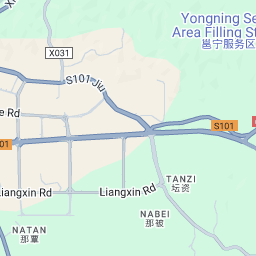 Yongning Se
Area Filling St
邕宁服务区
X031
S101 Jiu
e Rd
S101
01
TANZI
坛资
Liangxin Rd
Liangxin Rd
NABEI
那被
NATAN
那覃